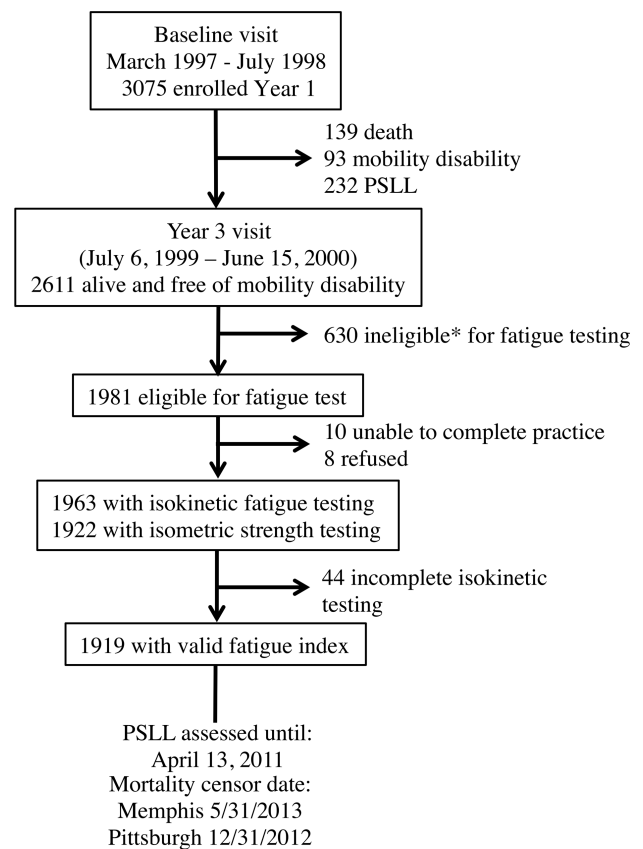 Baseline visit
March 1997 - July 1998
3075 enrolled Year 1
139 death
93 mobility disability
232 PSLL
Year 3 visit
(July 6, 1999 – June 15, 2000)
2611 alive and free of mobility disability
630 ineligible* for fatigue testing
1981 eligible for fatigue test
10 unable to complete practice
8 refused
1963 with isokinetic fatigue testing
1922 with isometric strength testing
44 incomplete isokinetic
testing
1919 with valid fatigue index
PSLL assessed until:
April 13, 2011
Mortality censor date:
Memphis 5/31/2013
Pittsburgh 12/31/2012